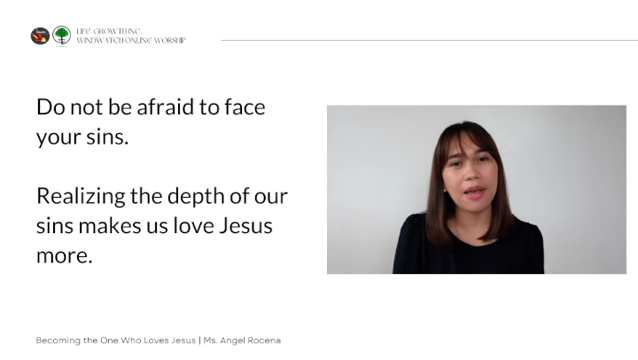 LIFE GROWTH INC.
WINDWATCH ONLINE WORSHIP
Do not be afraid to face
your sins.
Realizing the depth of our
sins makes us love Jesus
more.
Becoming the One Who Loves Jesus | Ms. Angel Rocena